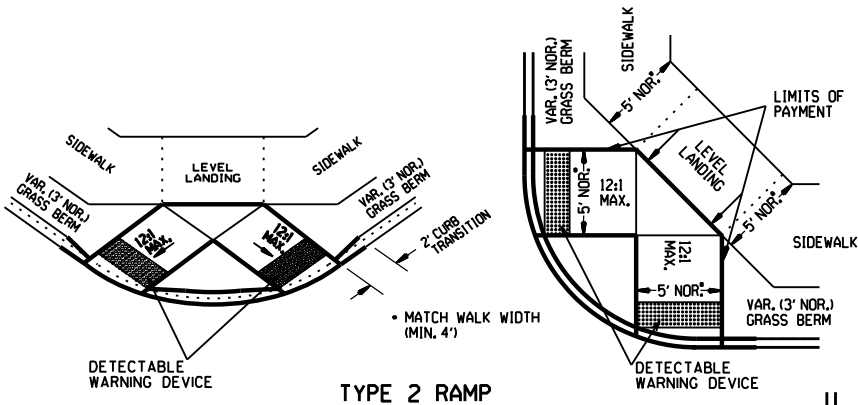 SIDEWALK
LEVEL
LANDING
SIDEWALK
VAR. (3' NOR.)
GRASS BERM
12:1
MAX.
12:1
MAX.
VAR. (3' NOR.)
GRASS BERM
2' CURB
TRANSITION
• MATCH WALK WIDTH
(MIN. 4')
DETECTABLE
WARNING DEVICE
TYPE 2 RAMP
VAR. (3' NOR.)
GRASS BERM
SIDEWALK
5' NOR.•
LIMITS OF
PAYMENT
LEVEL
LANDING
5' NOR.•
12:1
MAX.
5' NOR.•
SIDEWALK
12:1
MAX.
5' NOR.•
VAR. (3' NOR.)
GRASS BERM
DETECTABLE
WARNING DEVICE